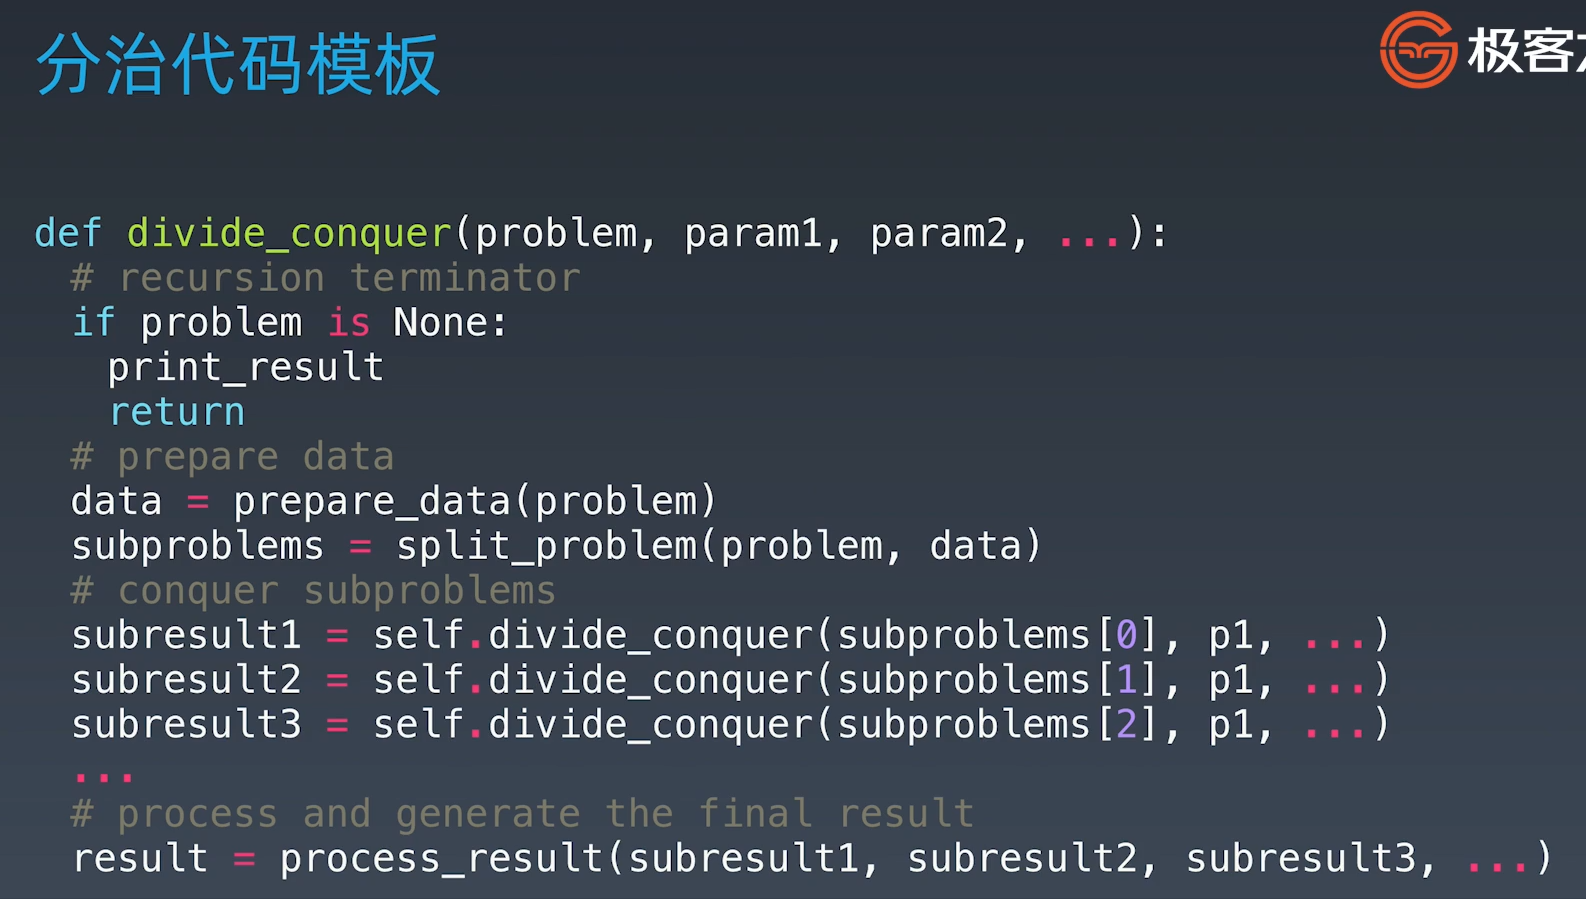 分治代码模板
极客
def divide_conquer(problem, param1, param2, ...):
# recursion terminator
if problem is None:
print_result
return
# prepare data
data = prepare_data(problem)
subproblems = split_problem(problem, data)
# conquer subproblems
subresult1 = self.divide_conquer(subproblems[0], p1, ...)
subresult2 = self.divide_conquer(subproblems[1], p1, ...)
subresult3 = self.divide_conquer(subproblems[2], p1, ...)
...
# process and generate the final result
result = process_result(subresult1, subresult2, subresult3, ...)